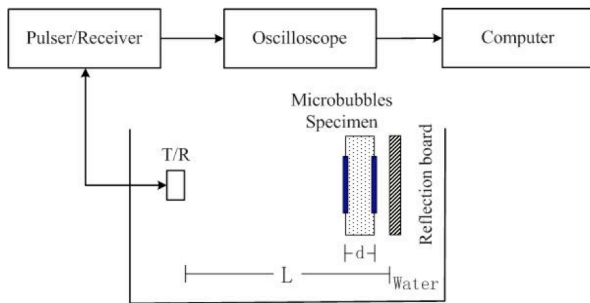 Pulser/Receiver
Oscilloscope
Computer
Microbubbles
Specimen
T/R
Reflection board
d
L
Water